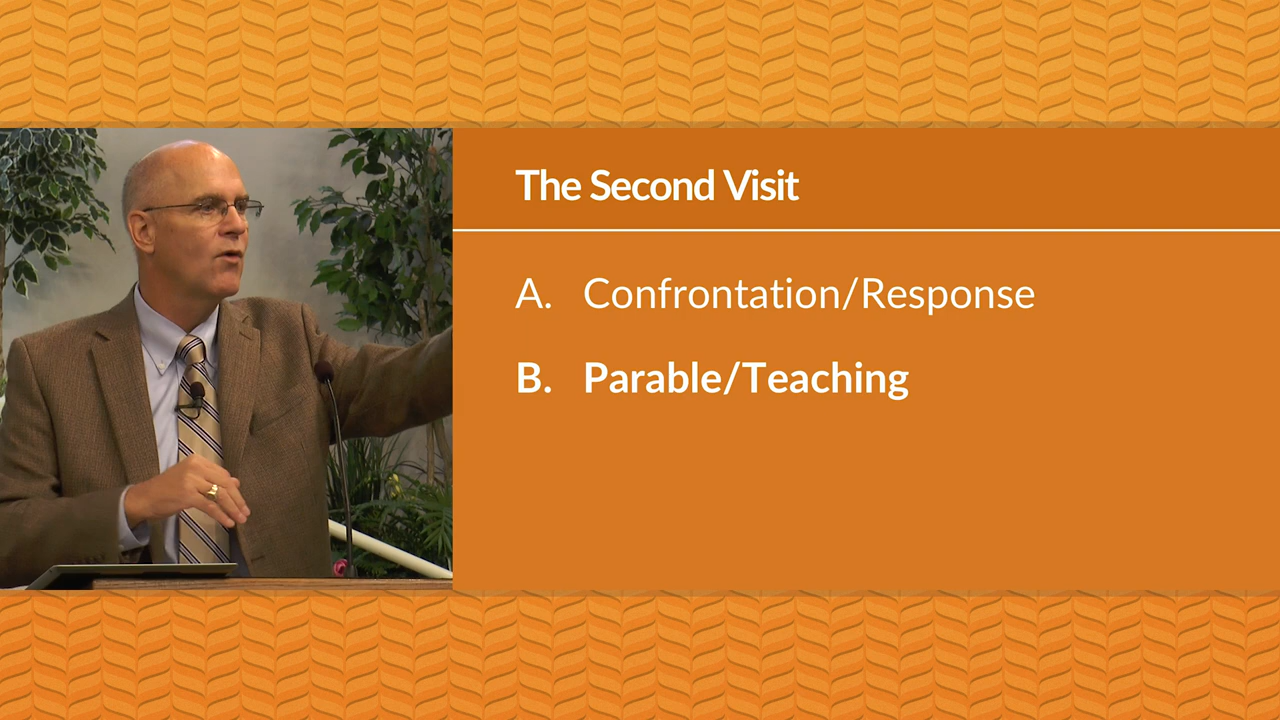 The Second Visit
A. Confrontation/Response
B. Parable/Teaching